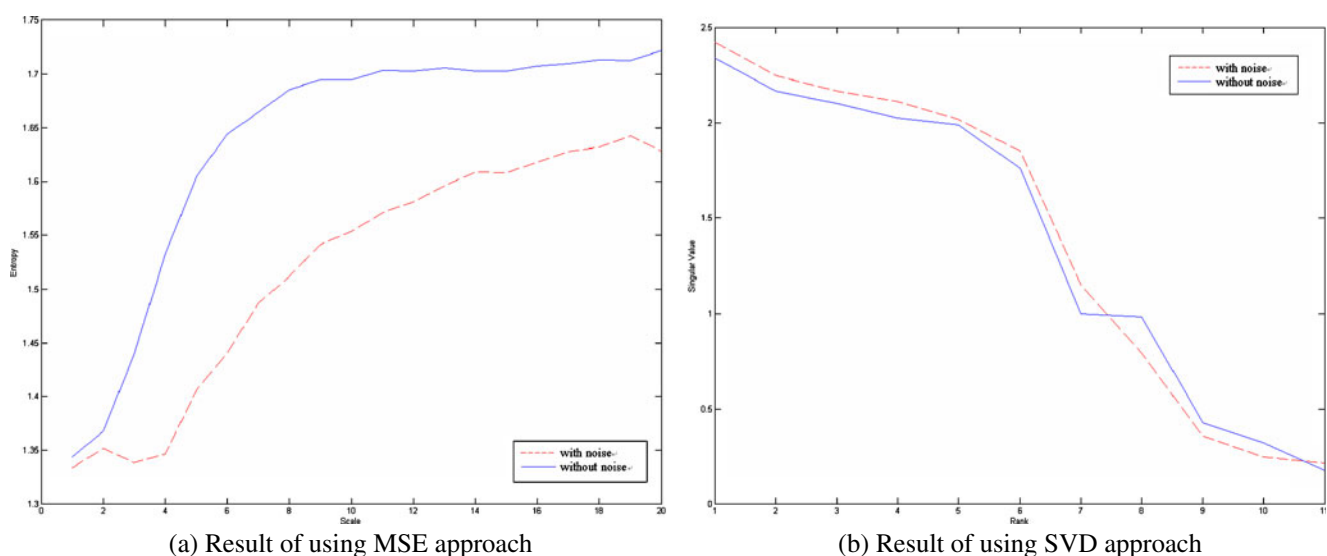 1.75
1.7
1.65
1.6
1.55
1.5
1.45
1.4
1.35
1.3
Entropy
0 2 4 6 8 10 12 14 16 18 20
Scale
with noise
without noise
(a) Result of using MSE approach
2.5
2
1.5
1
0.5
0
Singular Value
1 2 3 4 5 6 7 8 9 10 11
Rank
with noise
without noise
(b) Result of using SVD approach